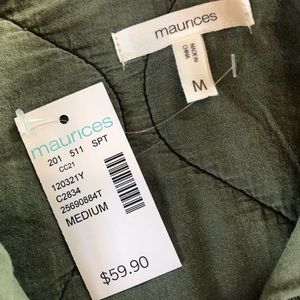 maurices
MADE IN
CHINA
M
maurices
201 511 SPT
CC21
120321Y
C2834
25690884T
MEDIUM
$59.90